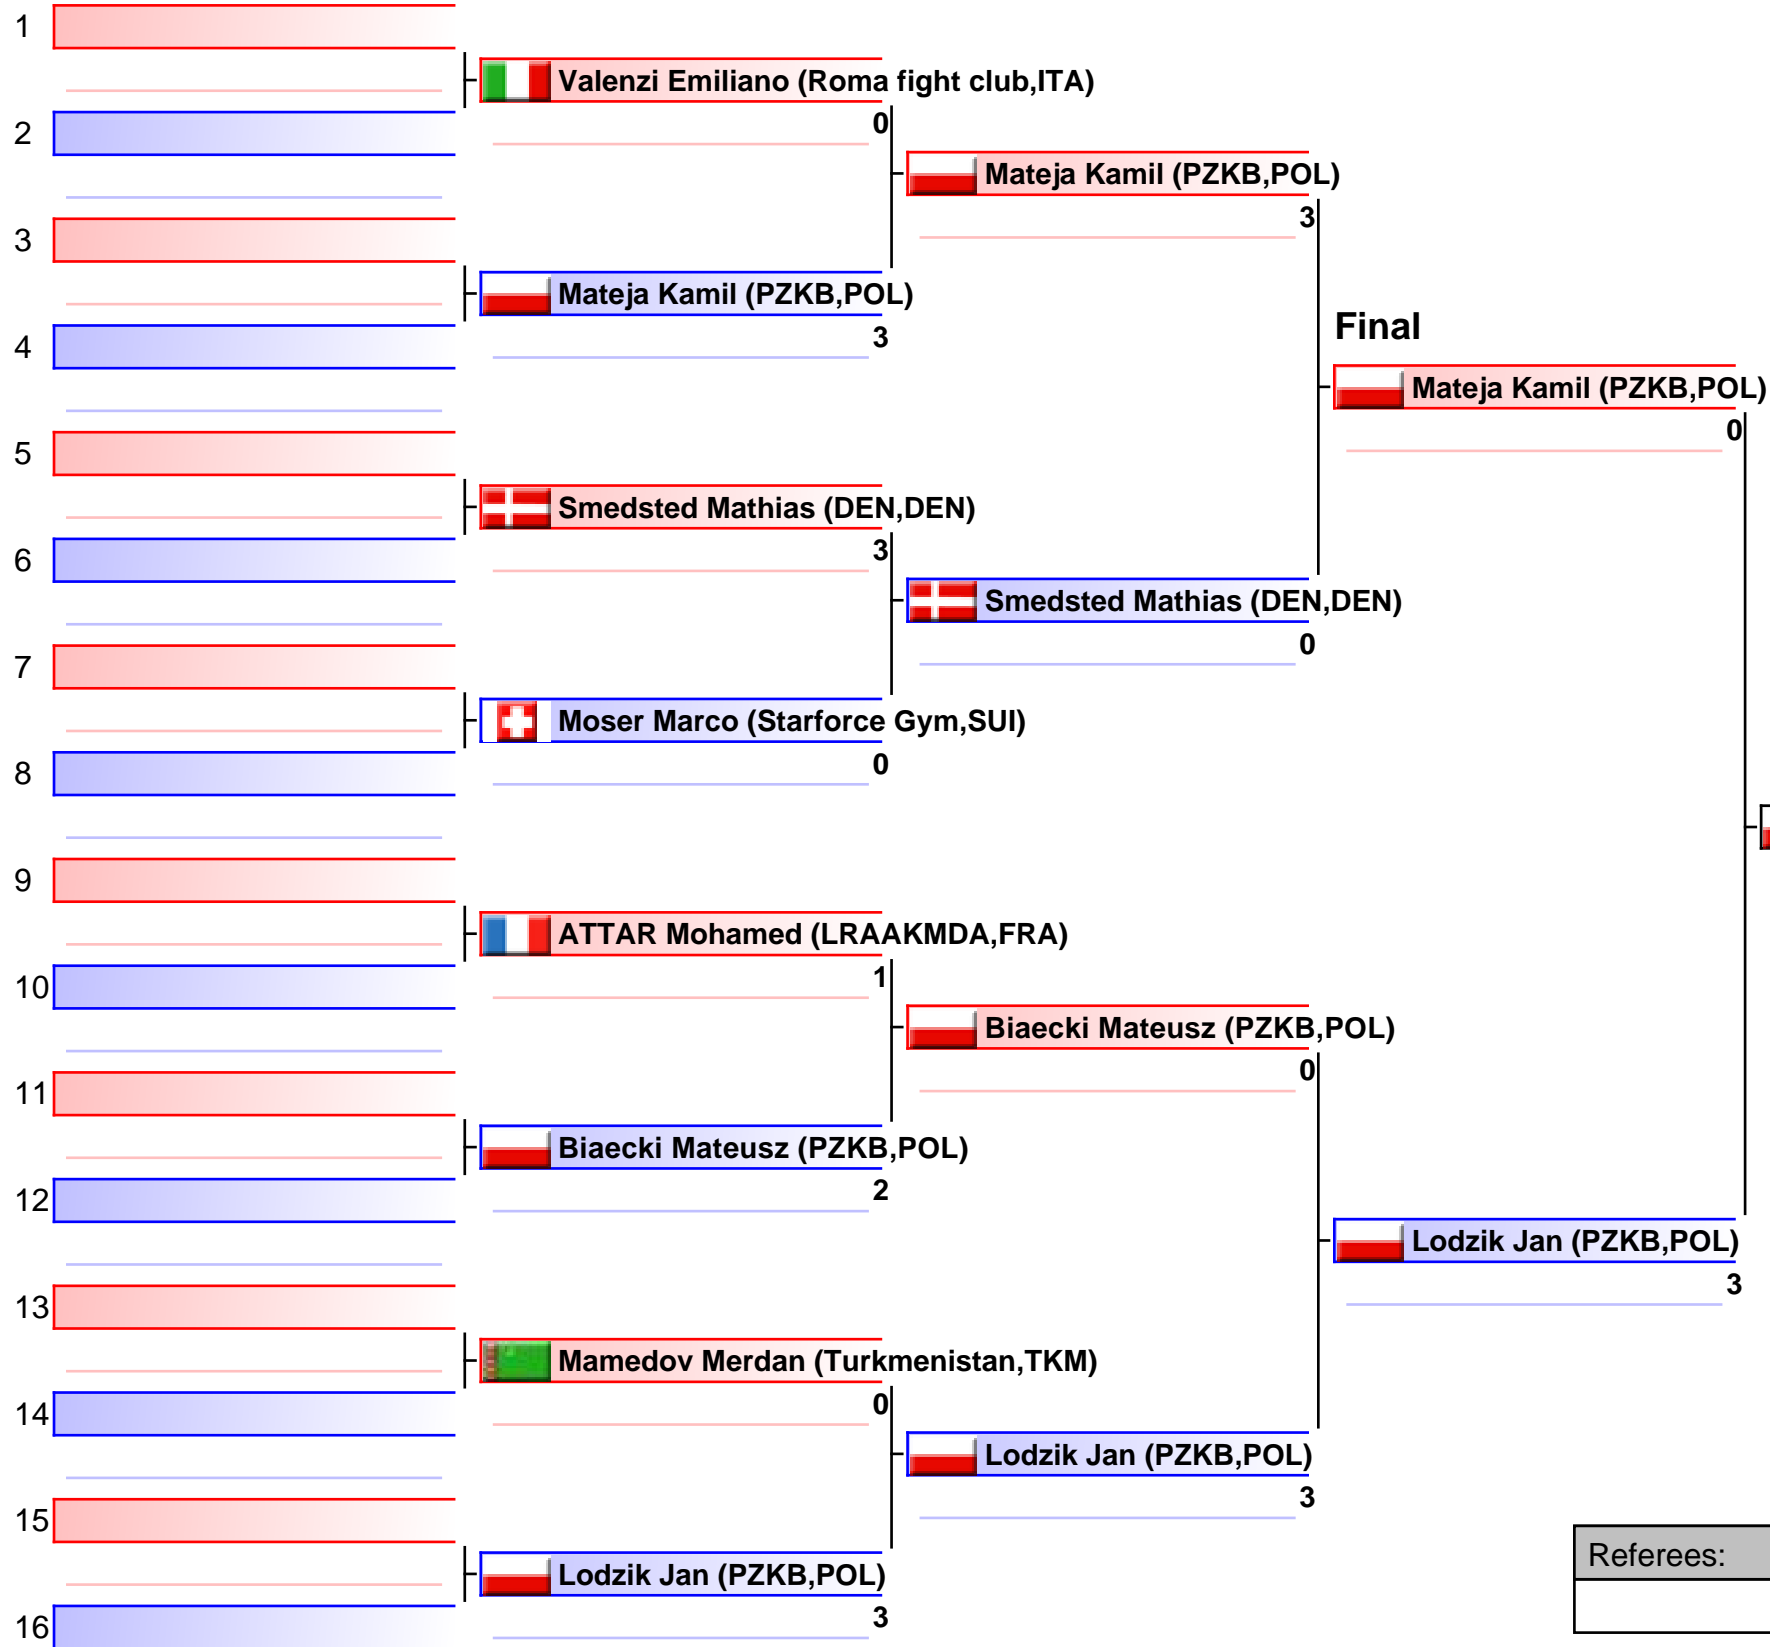 1
Valenzi Emiliano (Roma fight club,ITA)
0
2
Mateja Kamil (PZKB,POL)
3
3
Mateja Kamil (PZKB,POL)
3
4
Final
Mateja Kamil (PZKB,POL)
0
5
Smedsted Mathias (DEN,DEN)
3
6
Smedsted Mathias (DEN,DEN)
0
7
Moser Marco (Starforce Gym,SUI)
0
8
9
ATTAR Mohamed (LRAAKMDA,FRA)
1
10
Biaecki Mateusz (PZKB,POL)
0
11
Biaecki Mateusz (PZKB,POL)
2
12
Lodzik Jan (PZKB,POL)
3
13
Mamedov Merdan (Turkmenistan,TKM)
0
14
Lodzik Jan (PZKB,POL)
3
15
Lodzik Jan (PZKB,POL)
3
16
Referees: